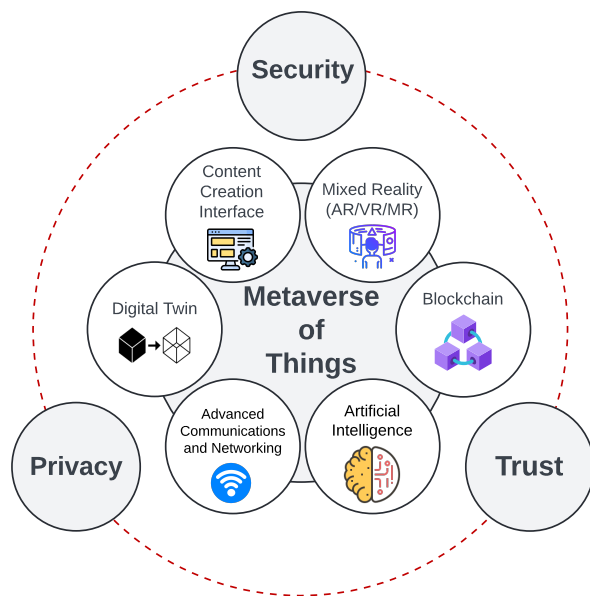 Security
Content
Creation
Interface
Mixed Reality
(AR/VR/MR)
Digital Twin
Metaverse
of
Things
Blockchain
Advanced
Communications
and Networking
Artificial
Intelligence
Privacy
Trust